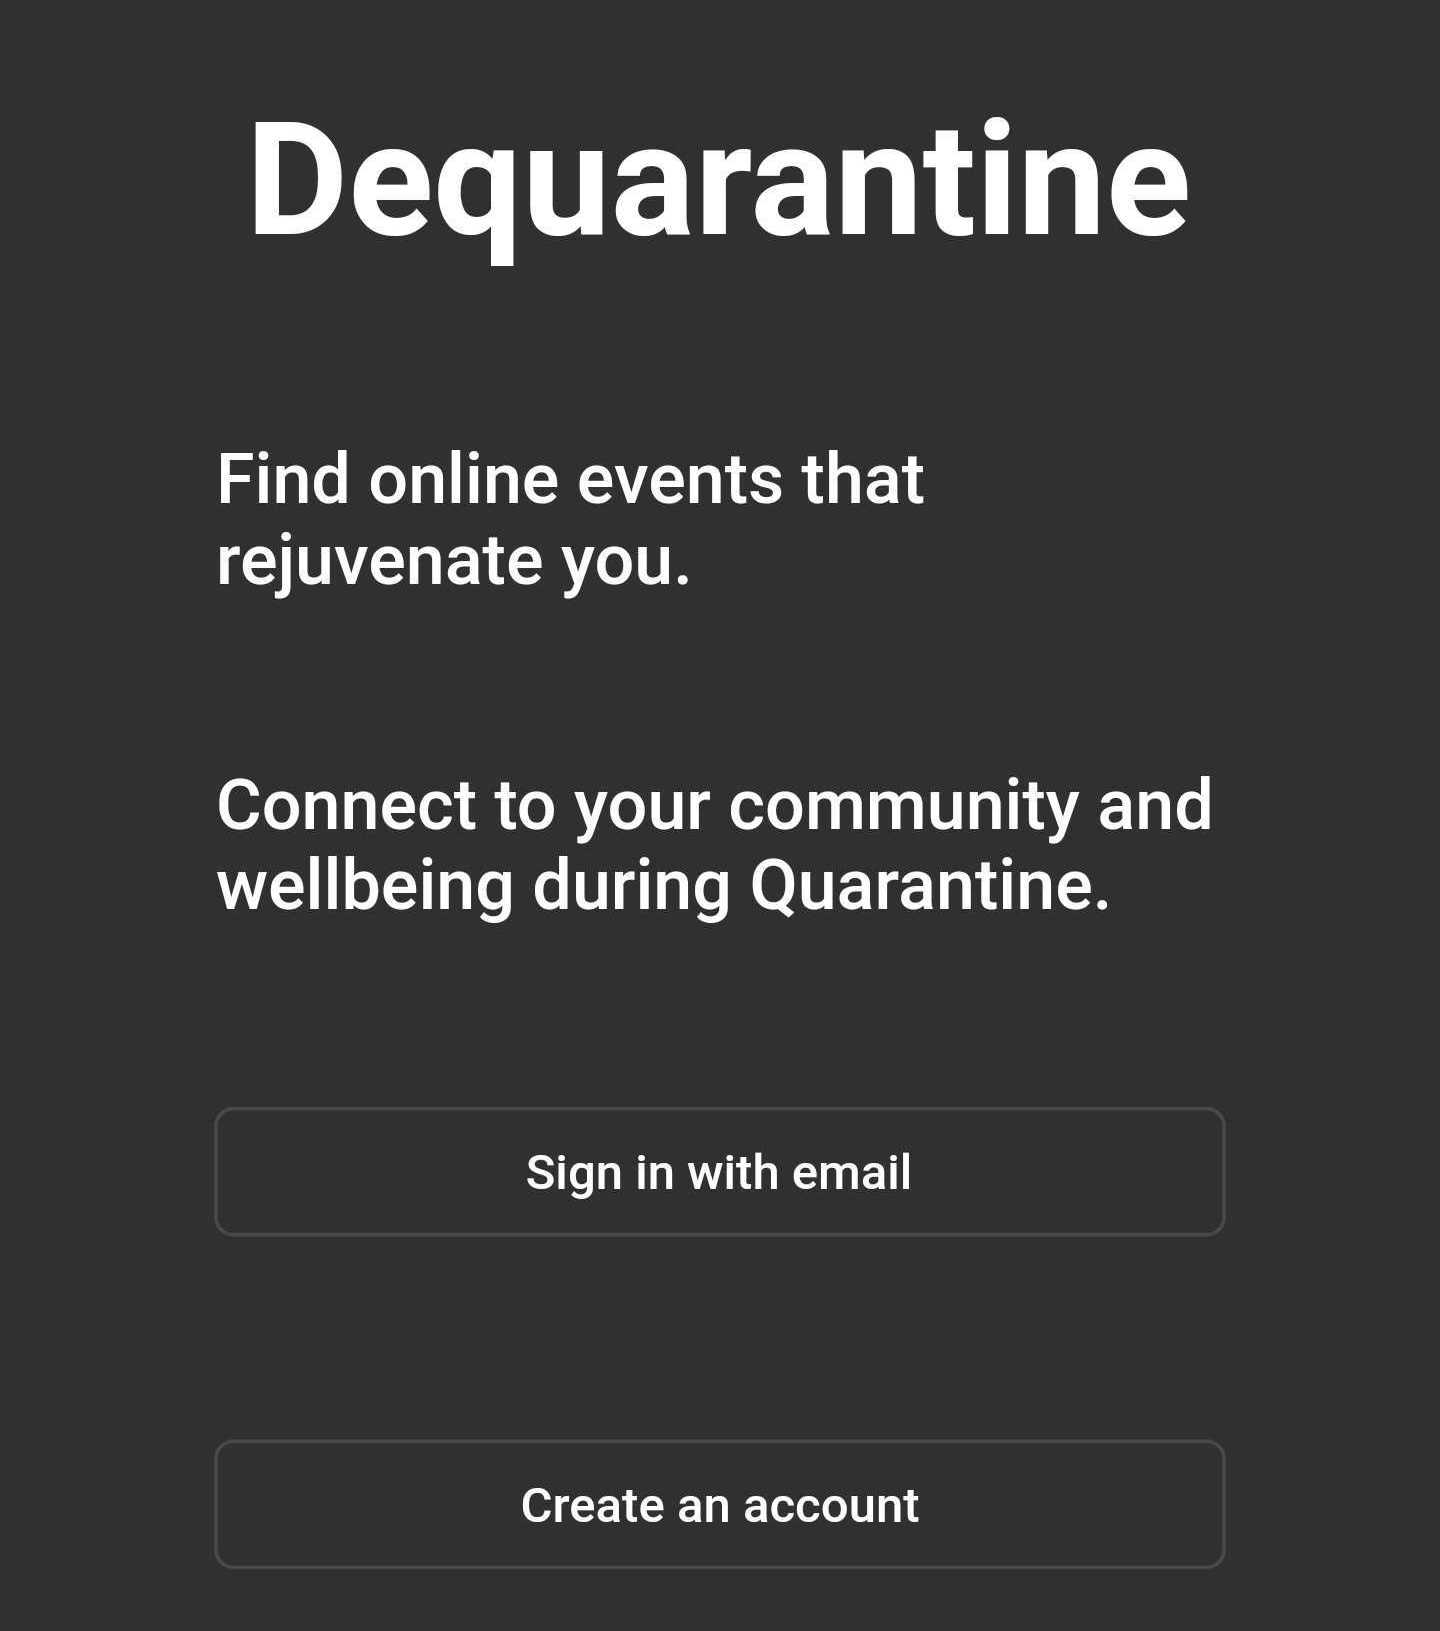 Dequarantine
Find online events that
rejuvenate you.
Connect to your community and
wellbeing during Quarantine.
Sign in with email
Create an account